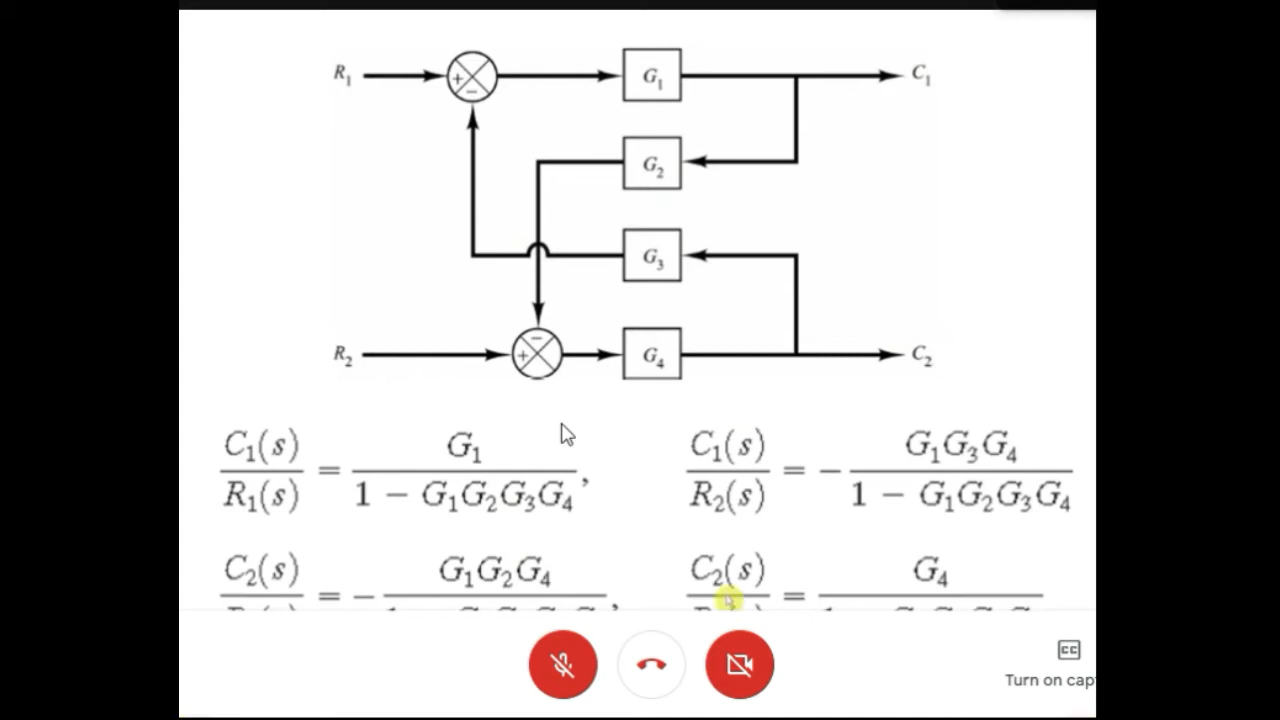 R₁ + − G₁ C₁
G₂
G₃
R₂ + − G₄ C₂
C₁(s) / R₁(s) = G₁ / (1 − G₁G₂G₃G₄),
C₁(s) / R₂(s) = − G₁G₃G₄ / (1 − G₁G₂G₃G₄)
C₂(s) = − G₁G₂G₄ ,
C₂(s) = G₄
CC
Turn on cap